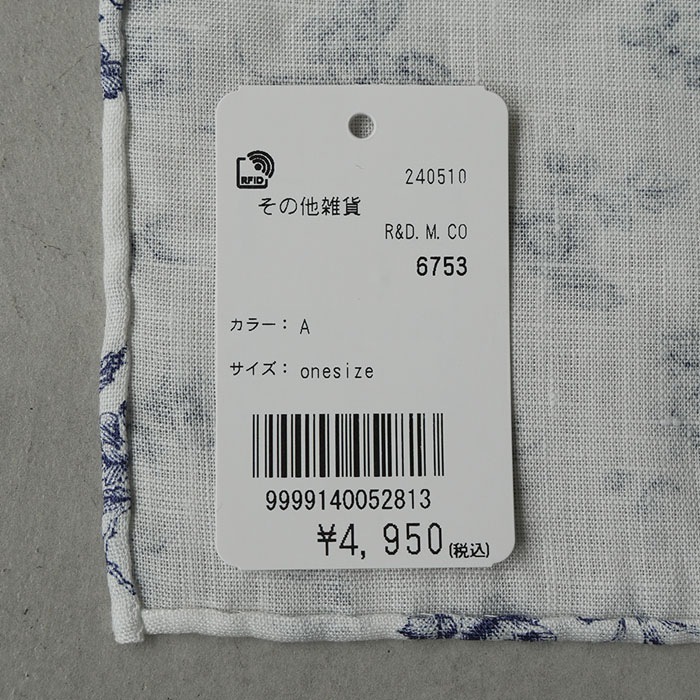 RFID
240510
その他雑貨
R&D. M. CO
6753
カラー： A
サイズ： onesize
9999140052813
¥4, 950(税込)